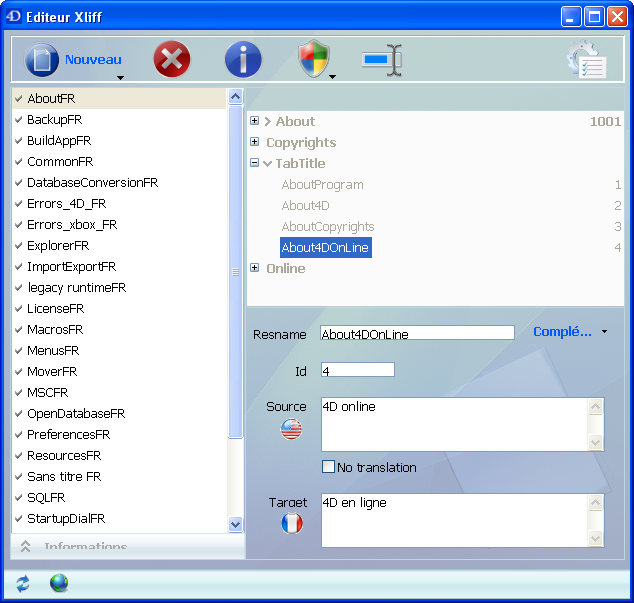 4D Editeur Xliff
Nouveau
AboutFR
BackupFR
BuildAppFR
CommonFR
DatabaseConversionFR
Errors_4D_FR
Errors_xbox_FR
ExplorerFR
ImportExportFR
legacy runtimeFR
LicenseFR
MacrosFR
MenusFR
MoverFR
MSCFR
OpenDatabaseFR
PreferencesFR
ResourcesFR
Sans titre FR
SQLFR
StartupDialFR
Informations
About 1001
Copyrights
TabTitle
AboutProgram 1
About4D 2
AboutCopyrights 3
About4DOnLine 4
Online
Resname About4DOnLine Complé...
Id 4
Source 4D online
No translation
Target 4D en ligne